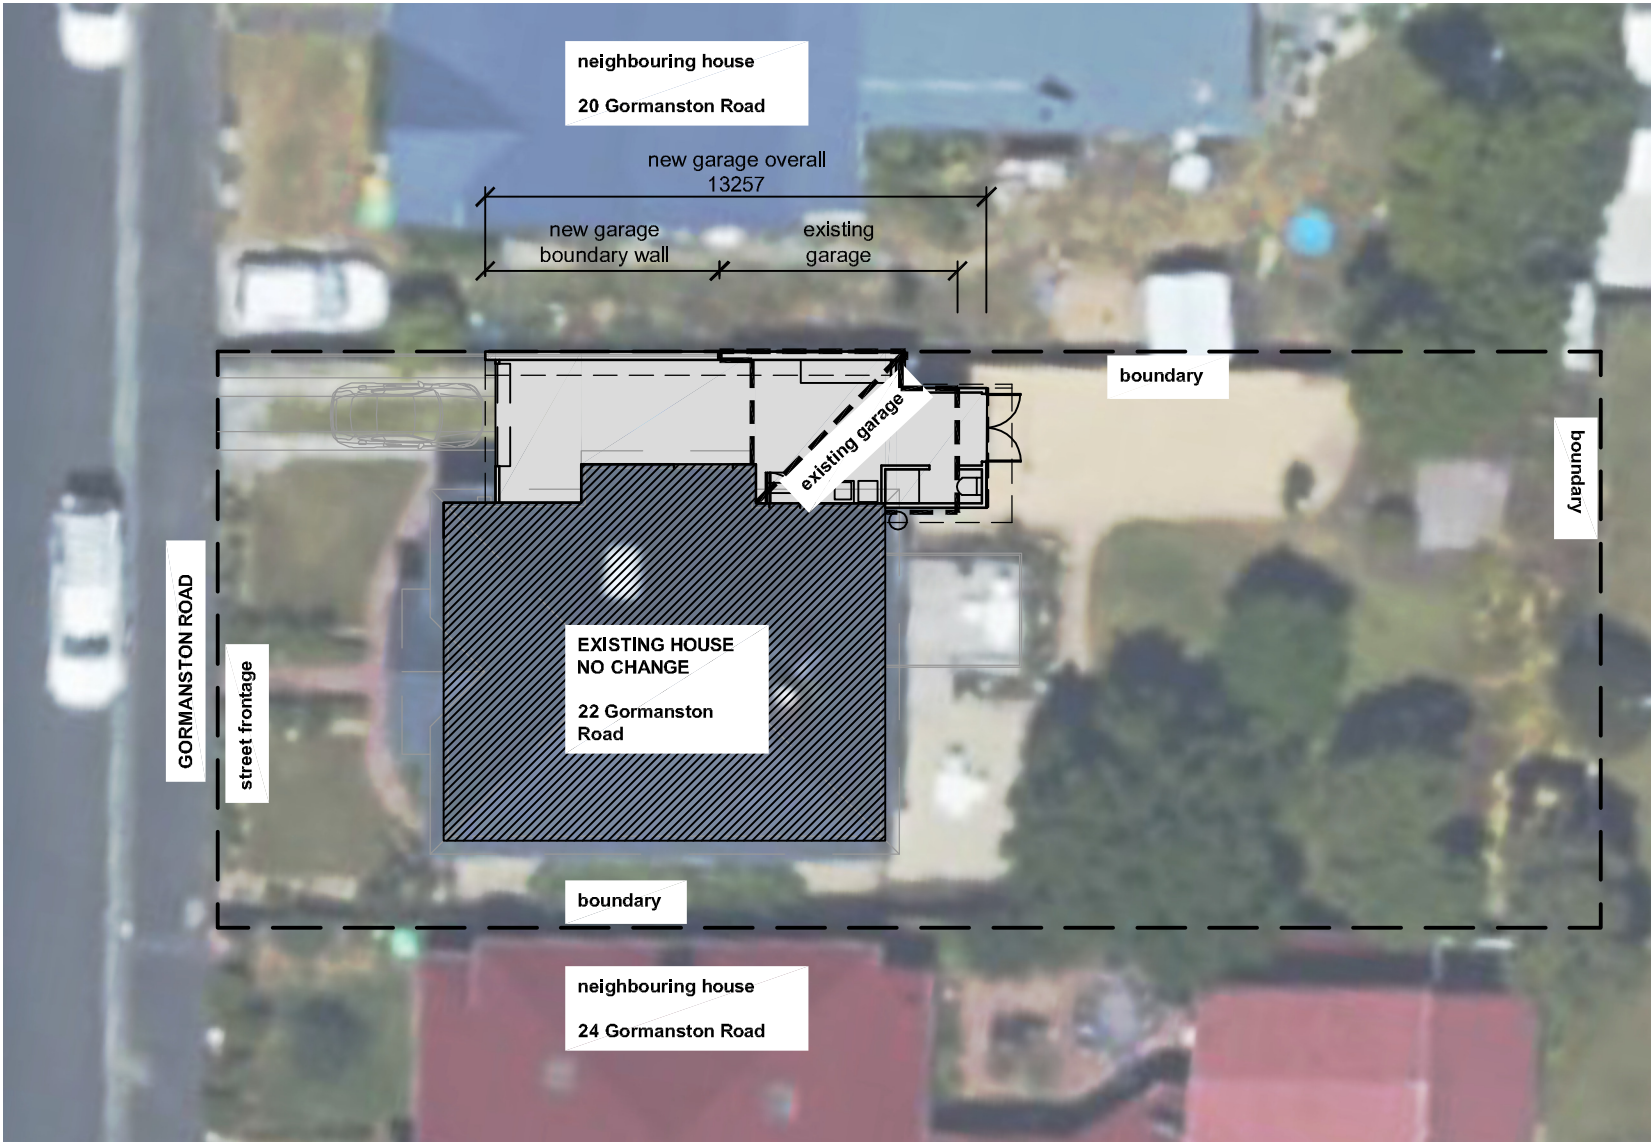 neighbouring house
20 Gormanston Road
new garage overall
13257
new garage
boundary wall
existing
garage
boundary
boundary
existing garage
GORMANSTON ROAD
street frontage
EXISTING HOUSE
NO CHANGE
22 Gormanston
Road
boundary
neighbouring house
24 Gormanston Road